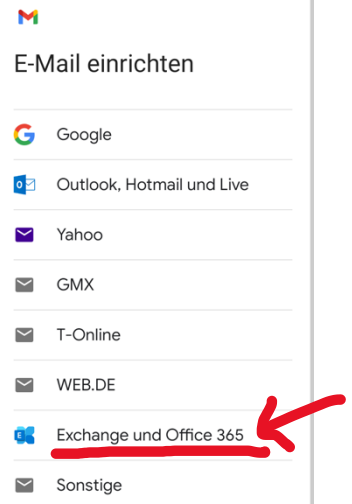 E-Mail einrichten
Google
Outlook, Hotmail und Live
Yahoo
GMX
T-Online
WEB.DE
Exchange und Office 365
Sonstige